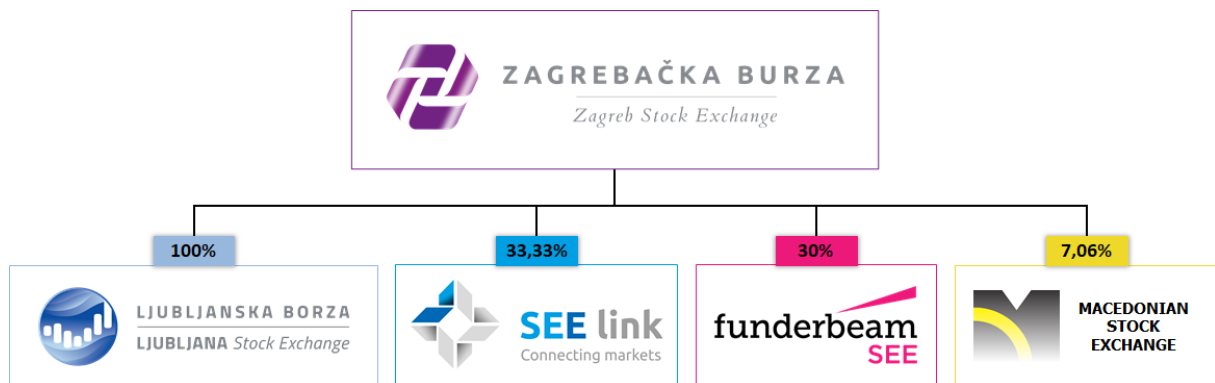 ZAGREBAČKA BURZA
Zagreb Stock Exchange
100%
33,33%
30%
7,06%
LJUBLJANSKA BORZA
LJUBLJANA Stock Exchange
SEE link
Connecting markets
funderbeam
SEE
MACEDONIAN
STOCK
EXCHANGE